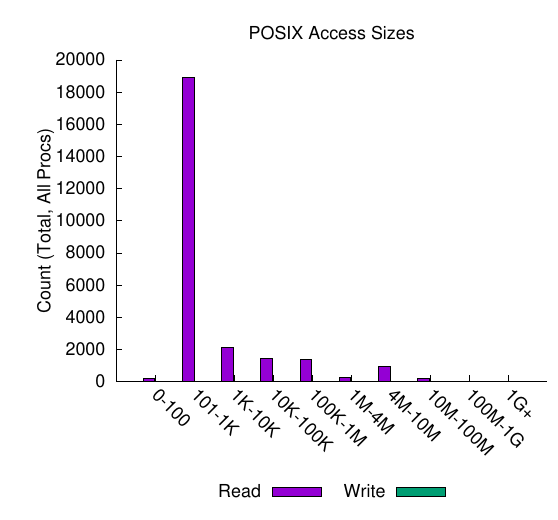 POSIX Access Sizes
20000
18000
16000
14000
12000
10000
8000
6000
4000
2000
0
Count (Total, All Procs)
0-100
101-1K
1K-10K
10K-100K
100K-1M
1M-4M
4M-10M
10M-100M
100M-1G
1G+
Read Write